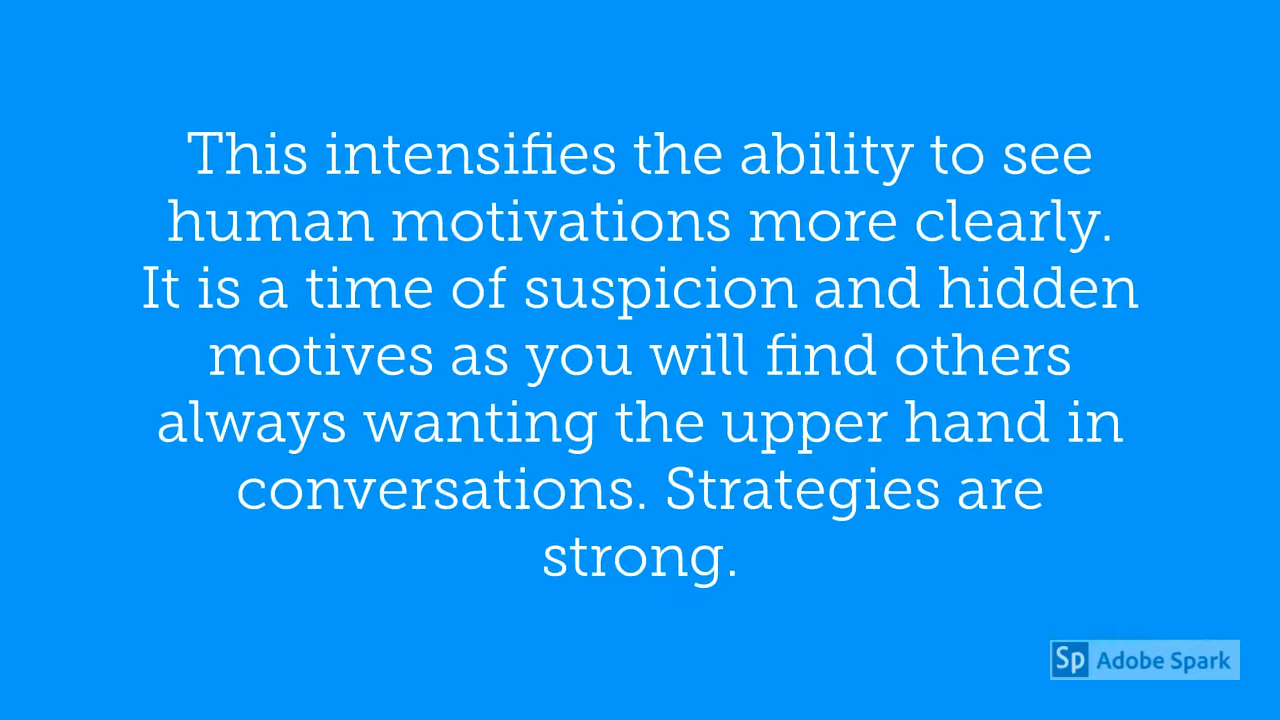 This intensifies the ability to see
human motivations more clearly.
It is a time of suspicion and hidden
motives as you will find others
always wanting the upper hand in
conversations. Strategies are
strong.
Sp Adobe Spark